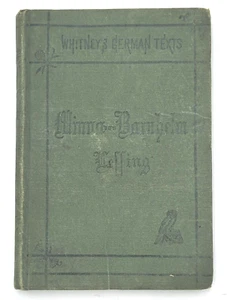 WHITNEY'S GERMAN TEXTS
Minna von Barnhelm
Lessing